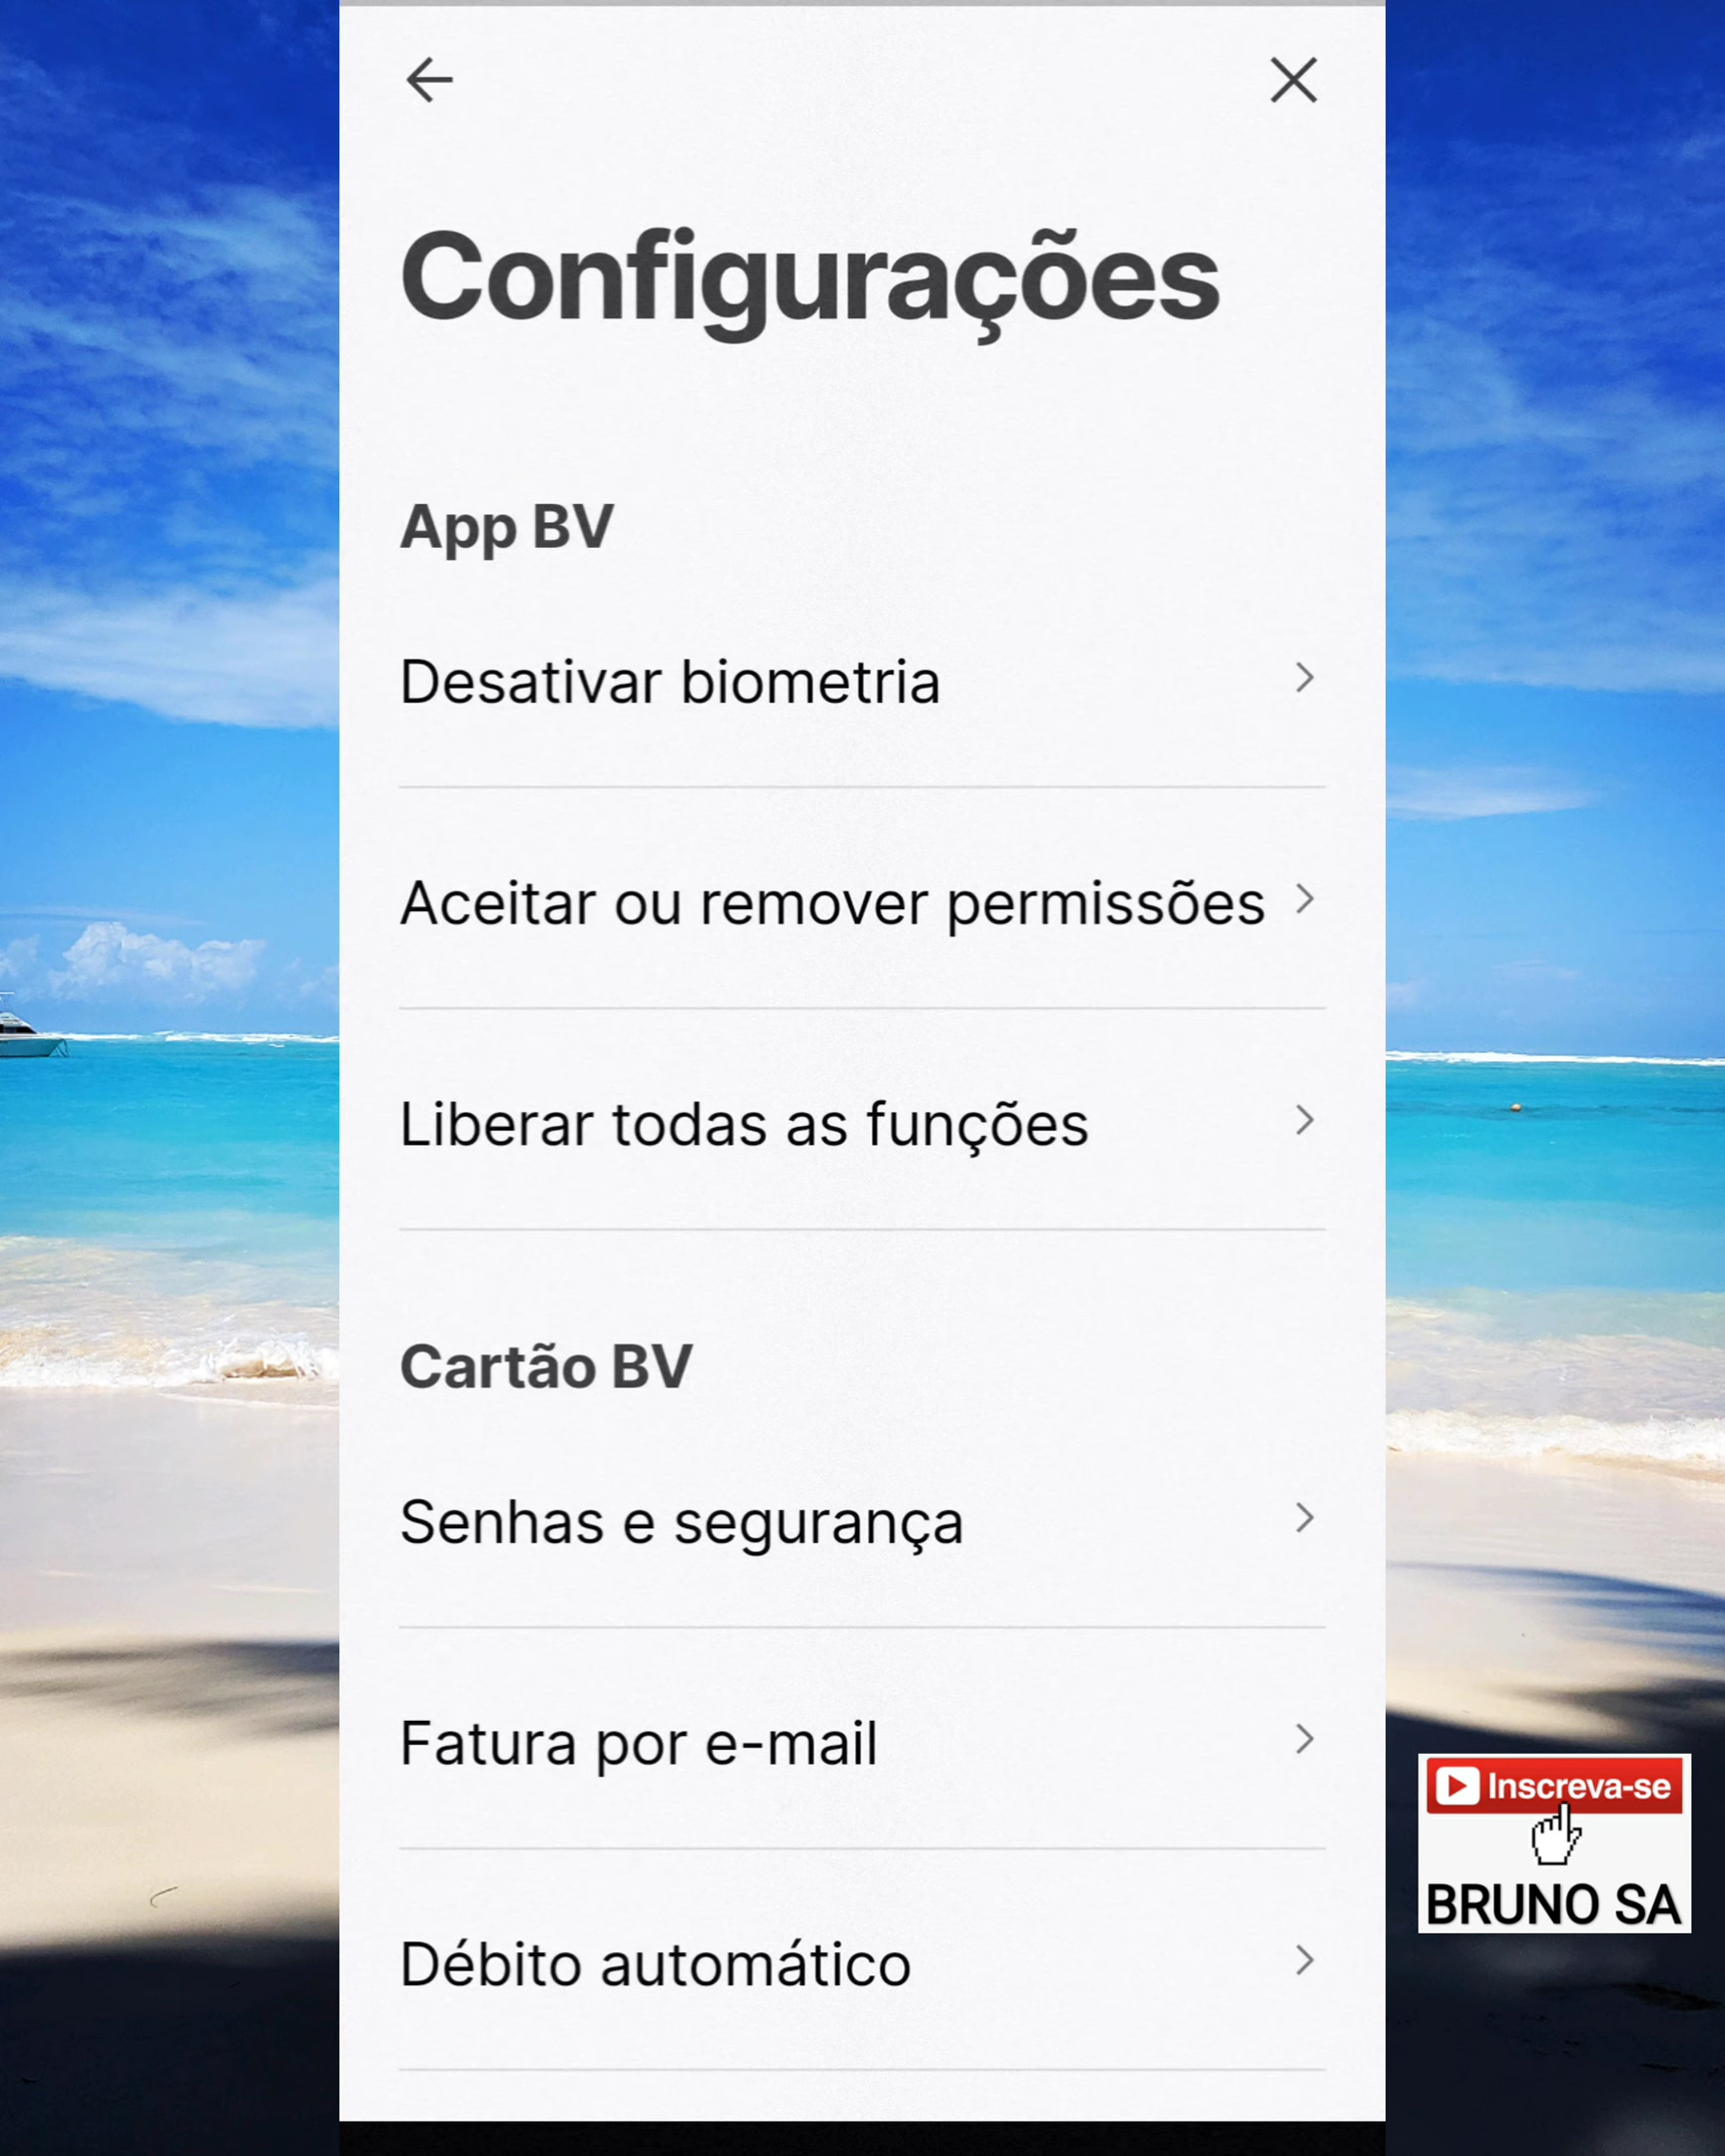 Configurações
App BV
Desativar biometria
Aceitar ou remover permissões
Liberar todas as funções
Cartão BV
Senhas e segurança
Fatura por e-mail
Débito automático
Inscreva-se
BRUNO SA